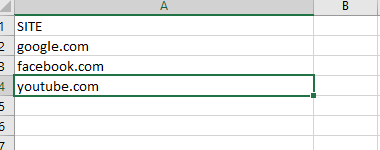 A B
1 SITE
2 google.com
3 facebook.com
4 youtube.com
5
6
7